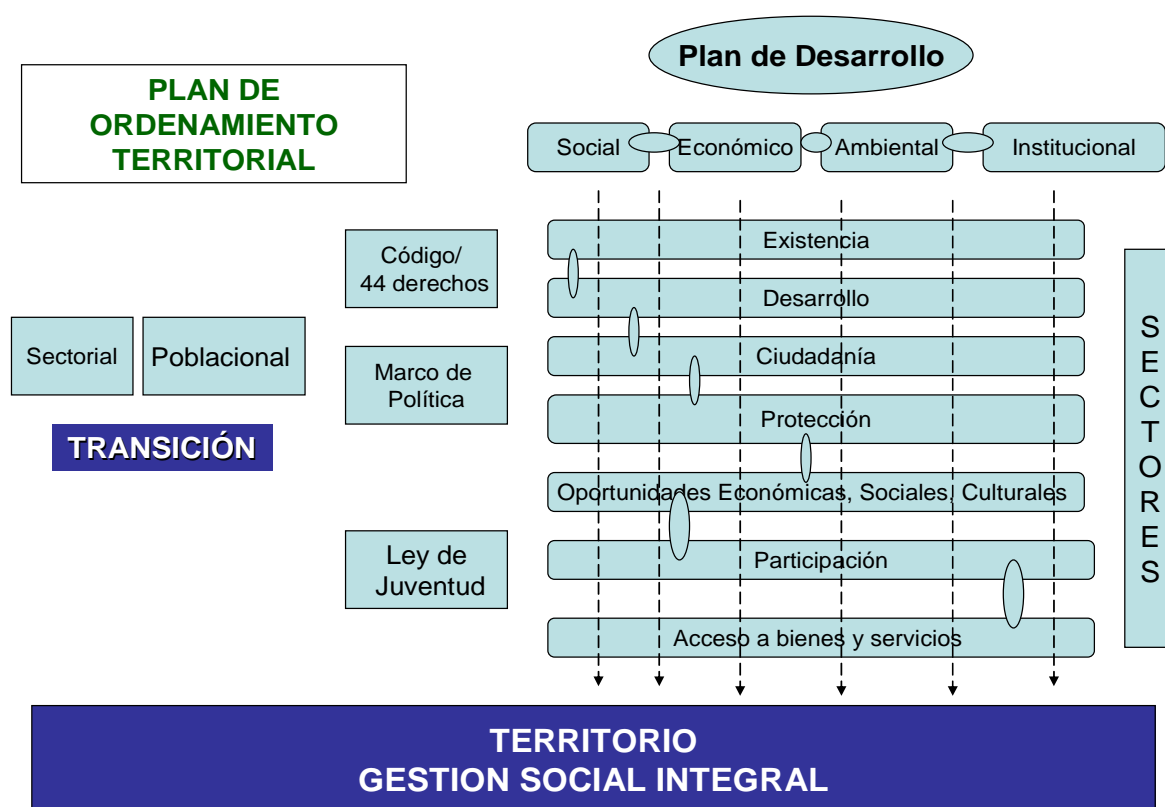 Plan de Desarrollo
PLAN DE
ORDENAMIENTO
TERRITORIAL
Social
Económico
Ambiental
Institucional
Código/
44 derechos
Existencia
Desarrollo
Sectorial
Poblacional
Marco de
Política
Ciudadanía
Protección
TRANSICIÓN
Oportunidades Económicas, Sociales, Culturales
Ley de
Juventud
Participación
Acceso a bienes y servicios
S
E
C
T
O
R
E
S
TERRITORIO
GESTION SOCIAL INTEGRAL